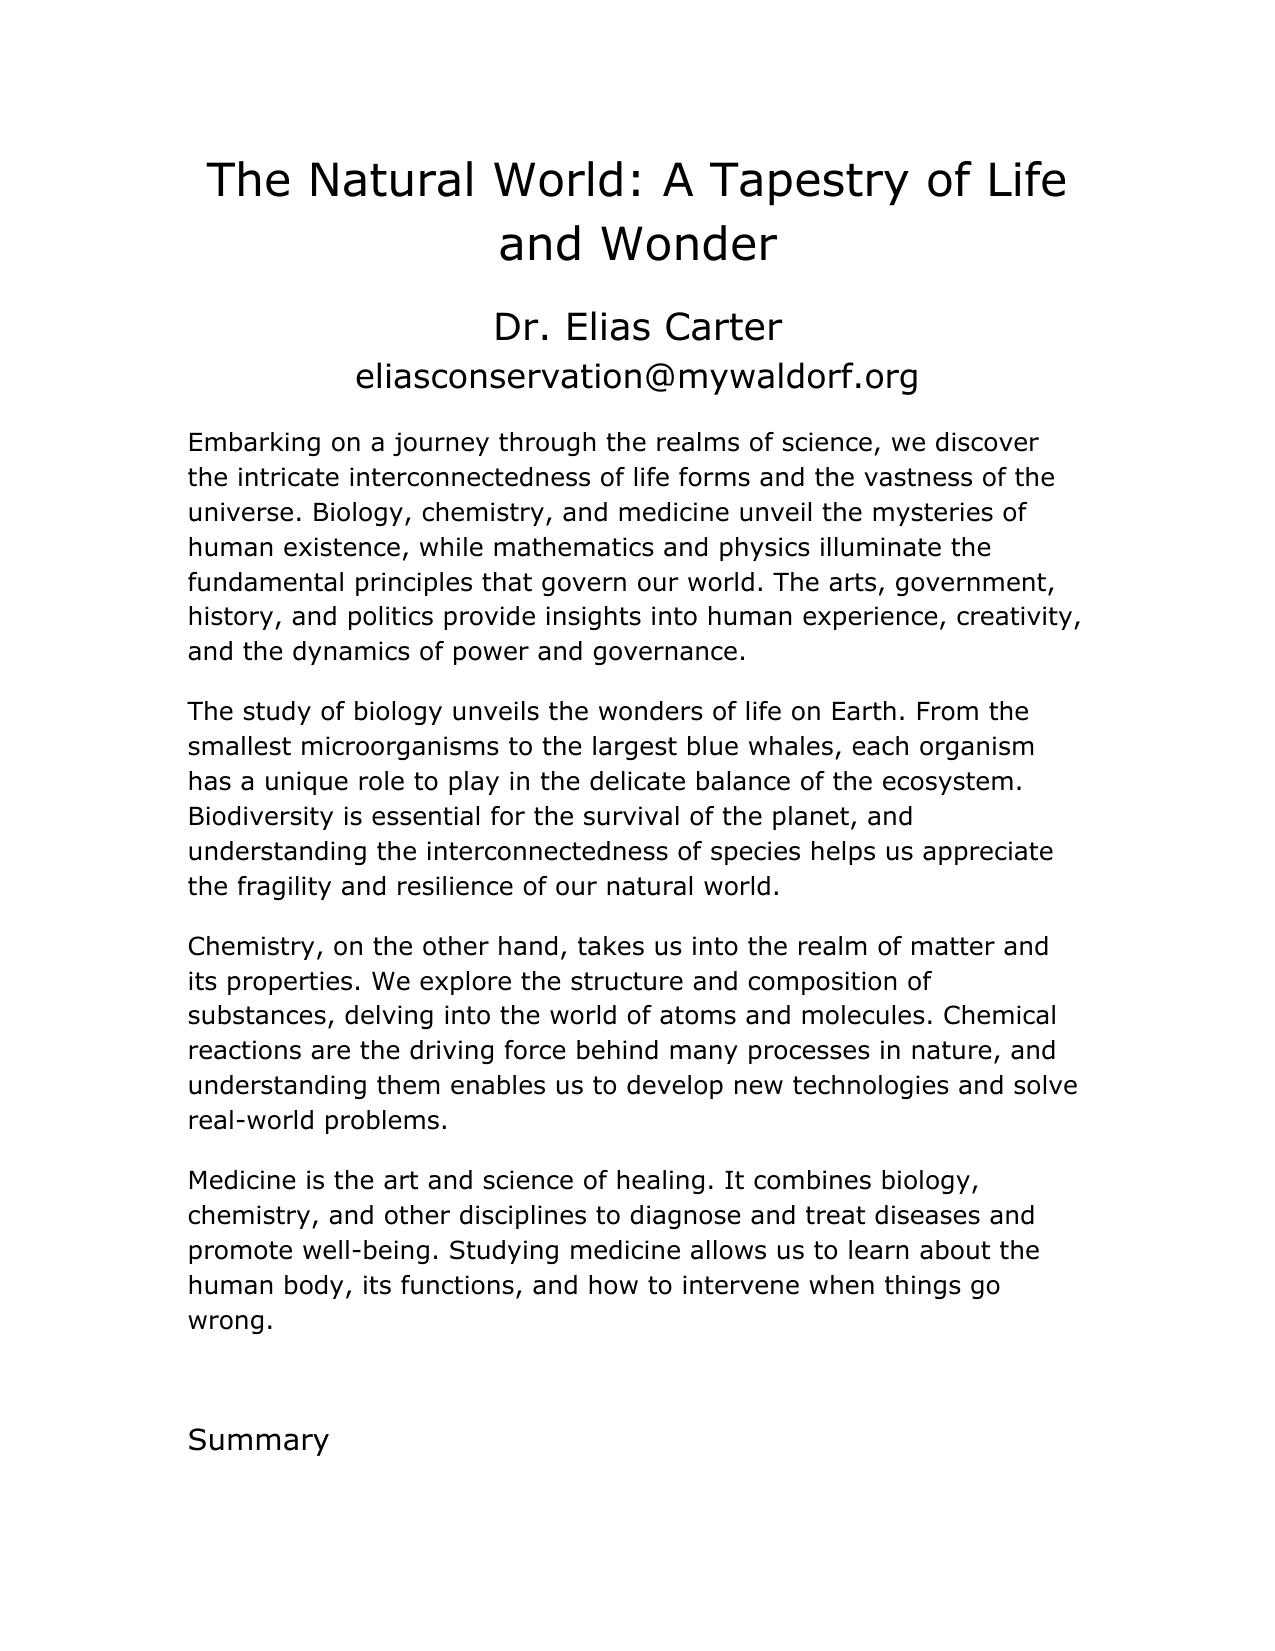 The Natural World: A Tapestry of Life
and Wonder
Dr. Elias Carter
eliasconservation@mywaldorf.org
Embarking on a journey through the realms of science, we discover
the intricate interconnectedness of life forms and the vastness of the
universe. Biology, chemistry, and medicine unveil the mysteries of
human existence, while mathematics and physics illuminate the
fundamental principles that govern our world. The arts, government,
history, and politics provide insights into human experience, creativity,
and the dynamics of power and governance.
The study of biology unveils the wonders of life on Earth. From the
smallest microorganisms to the largest blue whales, each organism
has a unique role to play in the delicate balance of the ecosystem.
Biodiversity is essential for the survival of the planet, and
understanding the interconnectedness of species helps us appreciate
the fragility and resilience of our natural world.
Chemistry, on the other hand, takes us into the realm of matter and
its properties. We explore the structure and composition of
substances, delving into the world of atoms and molecules. Chemical
reactions are the driving force behind many processes in nature, and
understanding them enables us to develop new technologies and solve
real-world problems.
Medicine is the art and science of healing. It combines biology,
chemistry, and other disciplines to diagnose and treat diseases and
promote well-being. Studying medicine allows us to learn about the
human body, its functions, and how to intervene when things go
wrong.
Summary